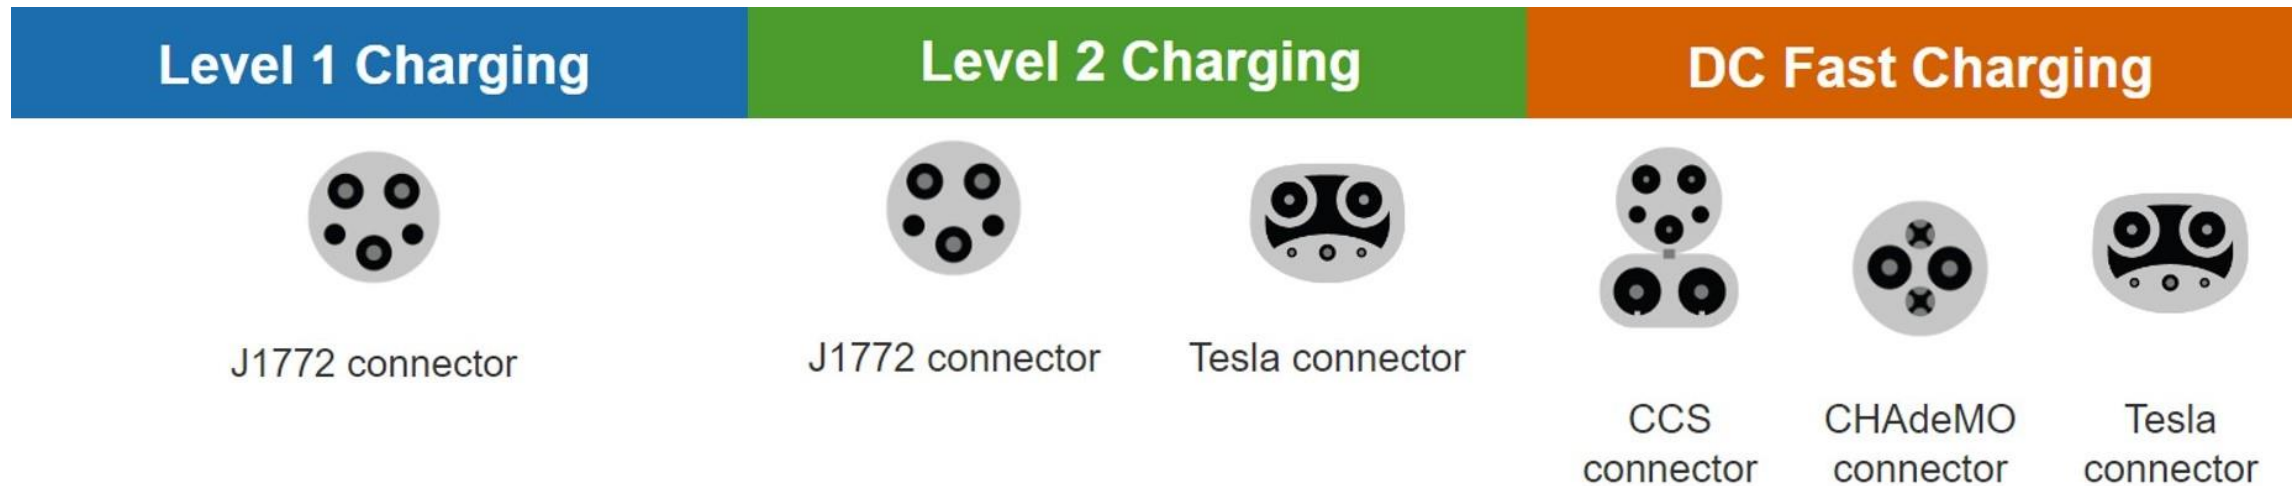 Level 1 Charging
Level 2 Charging
DC Fast Charging
J1772 connector
J1772 connector
Tesla connector
CCS
connector
CHAdeMO
connector
Tesla
connector